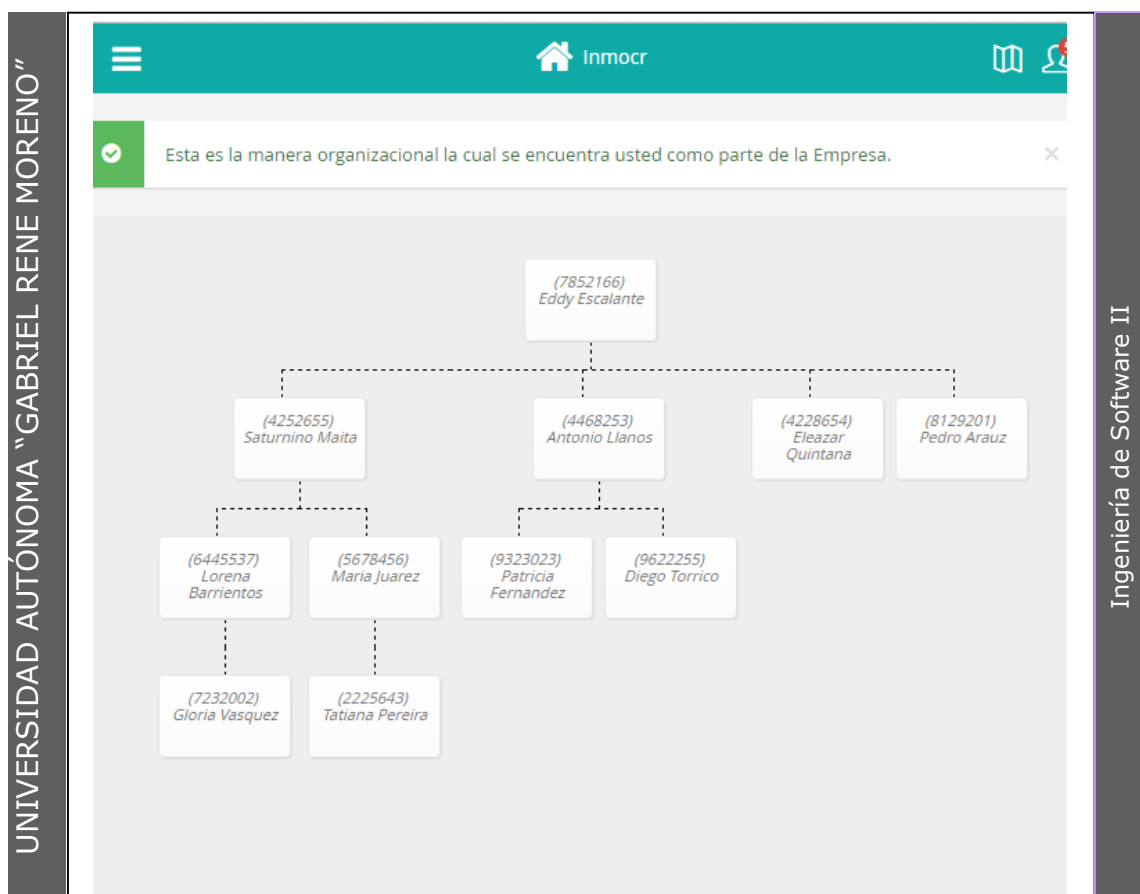 UNIVERSIDAD AUTÓNOMA “GABRIEL RENE MORENO”
Inmocr
Esta es la manera organizacional la cual se encuentra usted como parte de la Empresa.
(7852166)
Eddy Escalante
(4252655)
Saturnino Maita
(4468253)
Antonio Llanos
(4228654)
Eleazar
Quintana
(8129201)
Pedro Arauz
(6445537)
Lorena
Barrientos
(5678456)
Maria Juarez
(9323023)
Patricia
Fernandez
(9622255)
Diego Torrico
(7232002)
Gloria Vasquez
(2225643)
Tatiana Pereira
Ingeniería de Software II